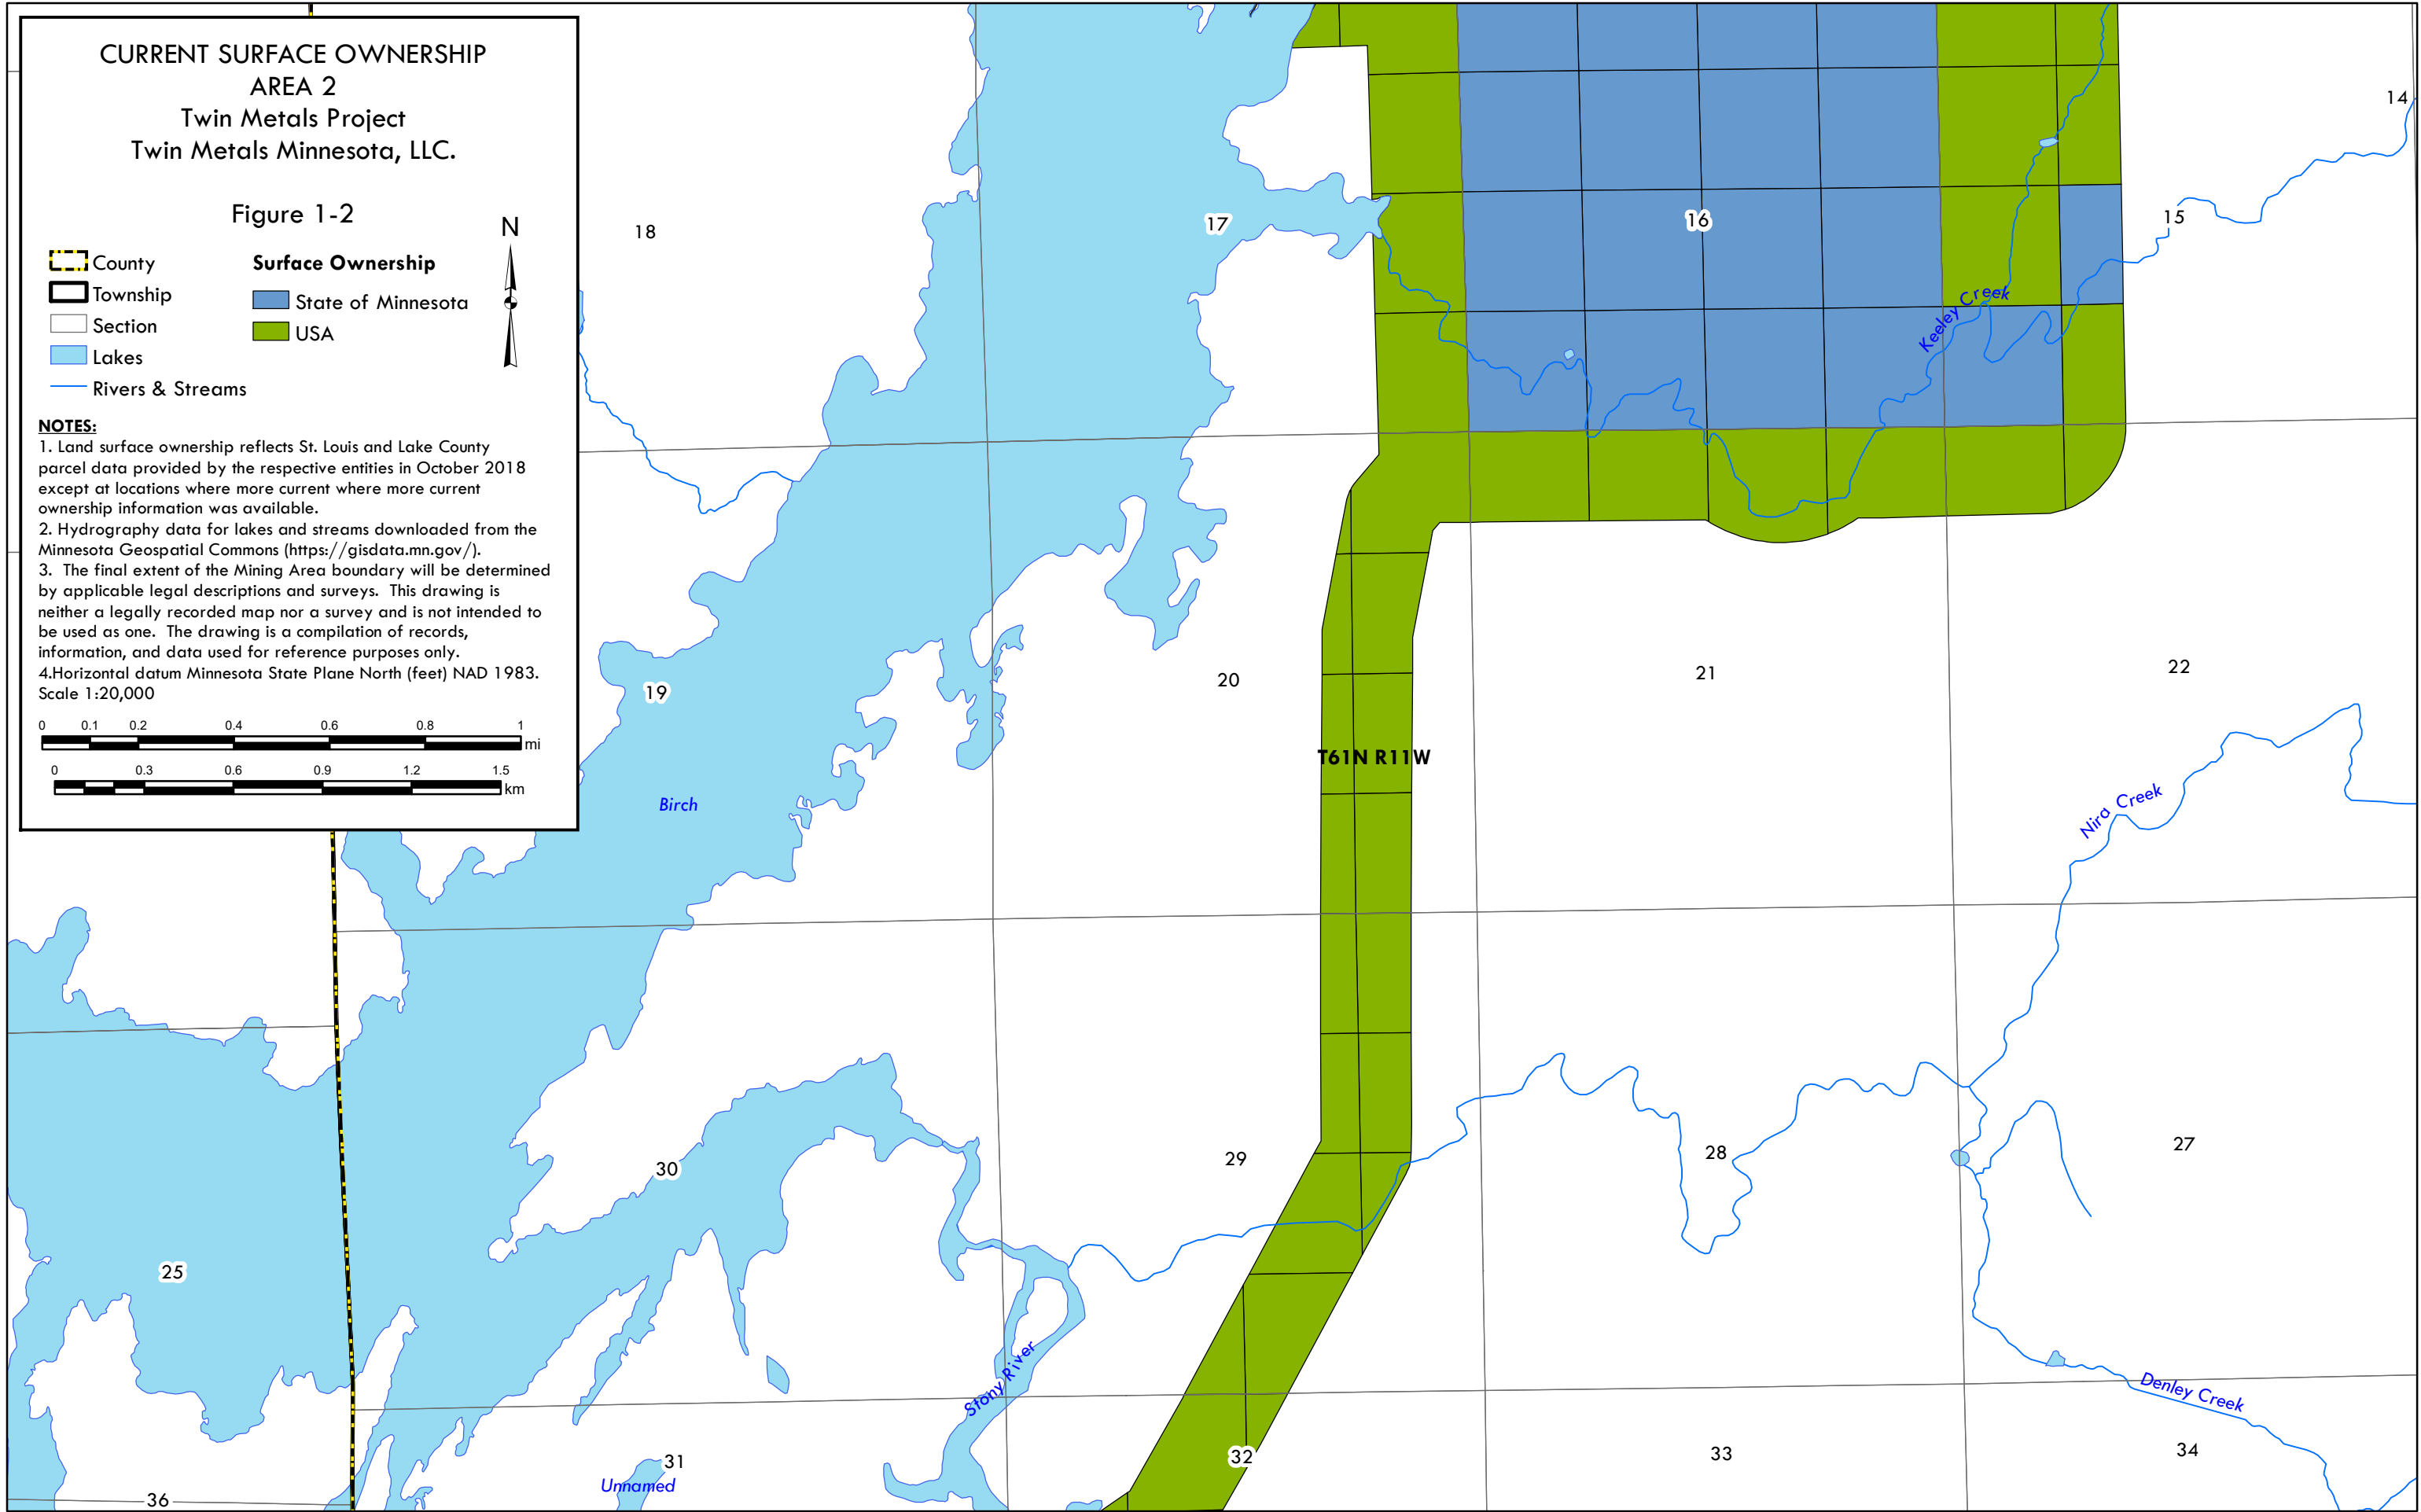 CURRENT SURFACE OWNERSHIP
AREA 2
Twin Metals Project
Twin Metals Minnesota, LLC.
Figure 1-2
N
County
Township
Section
Lakes
Rivers & Streams
Surface Ownership
State of Minnesota
USA
NOTES:
1. Land surface ownership reflects St. Louis and Lake County
parcel data provided by the respective entities in October 2018
except at locations where more current where more current
ownership information was available.
2. Hydrography data for lakes and streams downloaded from the
Minnesota Geospatial Commons (https://gisdata.mn.gov/).
3.  The final extent of the Mining Area boundary will be determined
by applicable legal descriptions and surveys.  This drawing is
neither a legally recorded map nor a survey and is not intended to
be used as one.  The drawing is a compilation of records,
information, and data used for reference purposes only.
4.Horizontal datum Minnesota State Plane North (feet) NAD 1983.
Scale 1:20,000
0 0.1 0.2 0.4 0.6 0.8 1
mi
0 0.3 0.6 0.9 1.2 1.5
km
14
18
17
16
15
Keeley Creek
19
20
21
22
T61N R11W
Birch
Nira Creek
30
29
28
27
25
Stony River
Denley Creek
31
32
33
34
Unnamed
36